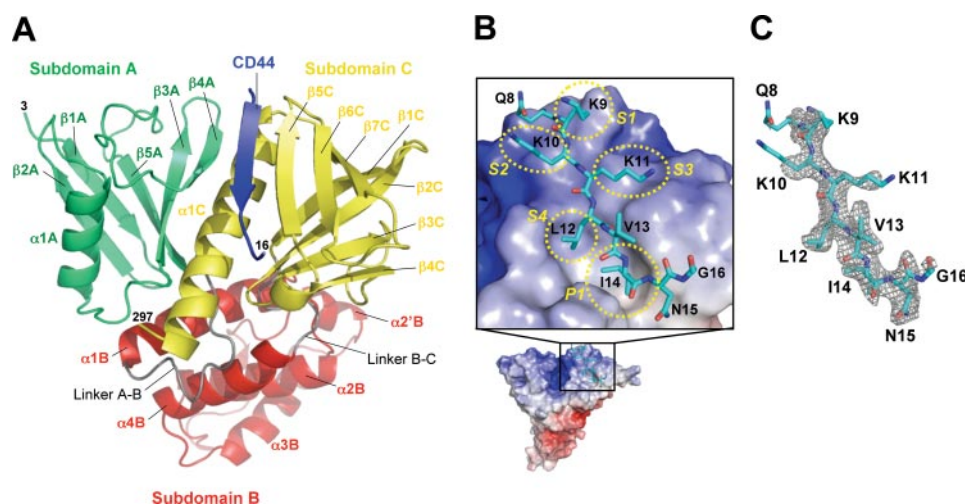 A
Subdomain A
CD44
Subdomain C
β4A
β3A
β5C
3
β1A
β6C
β7C
β1C
β5A
β2A
β2C
α1C
β3C
α1A
16
β4C
297
α2'B
α1B
Linker B-C
Linker A-B
α2B
α4B
α3B
Subdomain B
B
Q8
K9
S1
K10
S2
K11
S3
S4
L12
V13
I14
G16
P1
N15
C
Q8
K9
K10
K11
V13
L12
I14
G16
N15